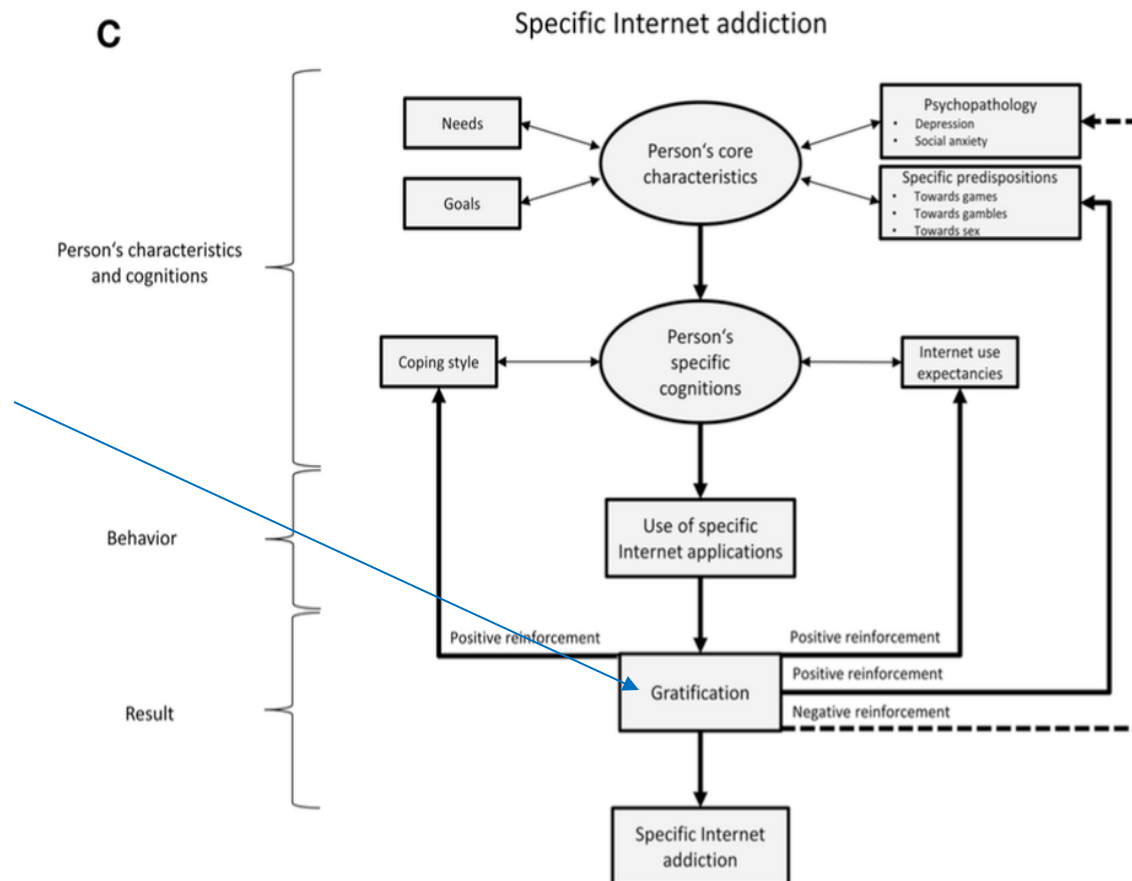 C
Specific Internet addiction
Needs
Goals
Person's core
characteristics
Psychopathology
▪ Depression
▪ Social anxiety
Specific predispositions
▪ Towards games
▪ Towards gambles
▪ Towards sex
Person's characteristics
and cognitions
Coping style
Person's
specific
cognitions
Internet use
expectancies
Behavior
Use of specific
Internet applications
Positive reinforcement
Positive reinforcement
Positive reinforcement
Negative reinforcement
Gratification
Result
Specific Internet
addiction